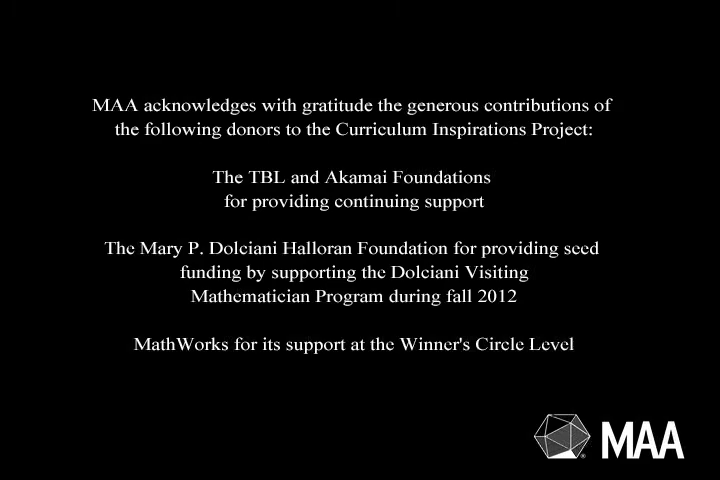 MAA acknowledges with gratitude the generous contributions of
the following donors to the Curriculum Inspirations Project:
The TBL and Akamai Foundations
for providing continuing support
The Mary P. Dolciani Halloran Foundation for providing seed
funding by supporting the Dolciani Visiting
Mathematician Program during fall 2012
MathWorks for its support at the Winner's Circle Level
® MAA